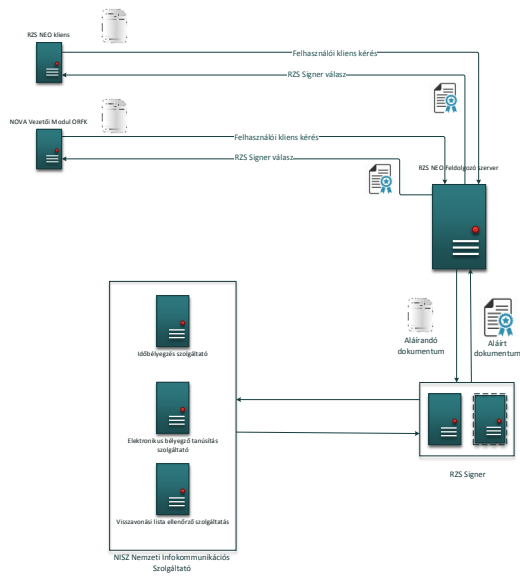 RZS NEO kliens
Felhasználói kliens kérés
RZS Signer válasz
NOVA Vezetői Modul ORFK
Felhasználói kliens kérés
RZS Signer válasz
RZS NEO Feldolgozó szerver
Aláírandó
dokumentum
Aláírt
dokumentum
Időbélyegzés szolgáltató
Elektronikus bélyegző tanúsítás
szolgáltató
Visszavonási lista ellenőrző szolgáltatás
RZS Signer
NISZ Nemzeti Infokommunikációs
Szolgáltató